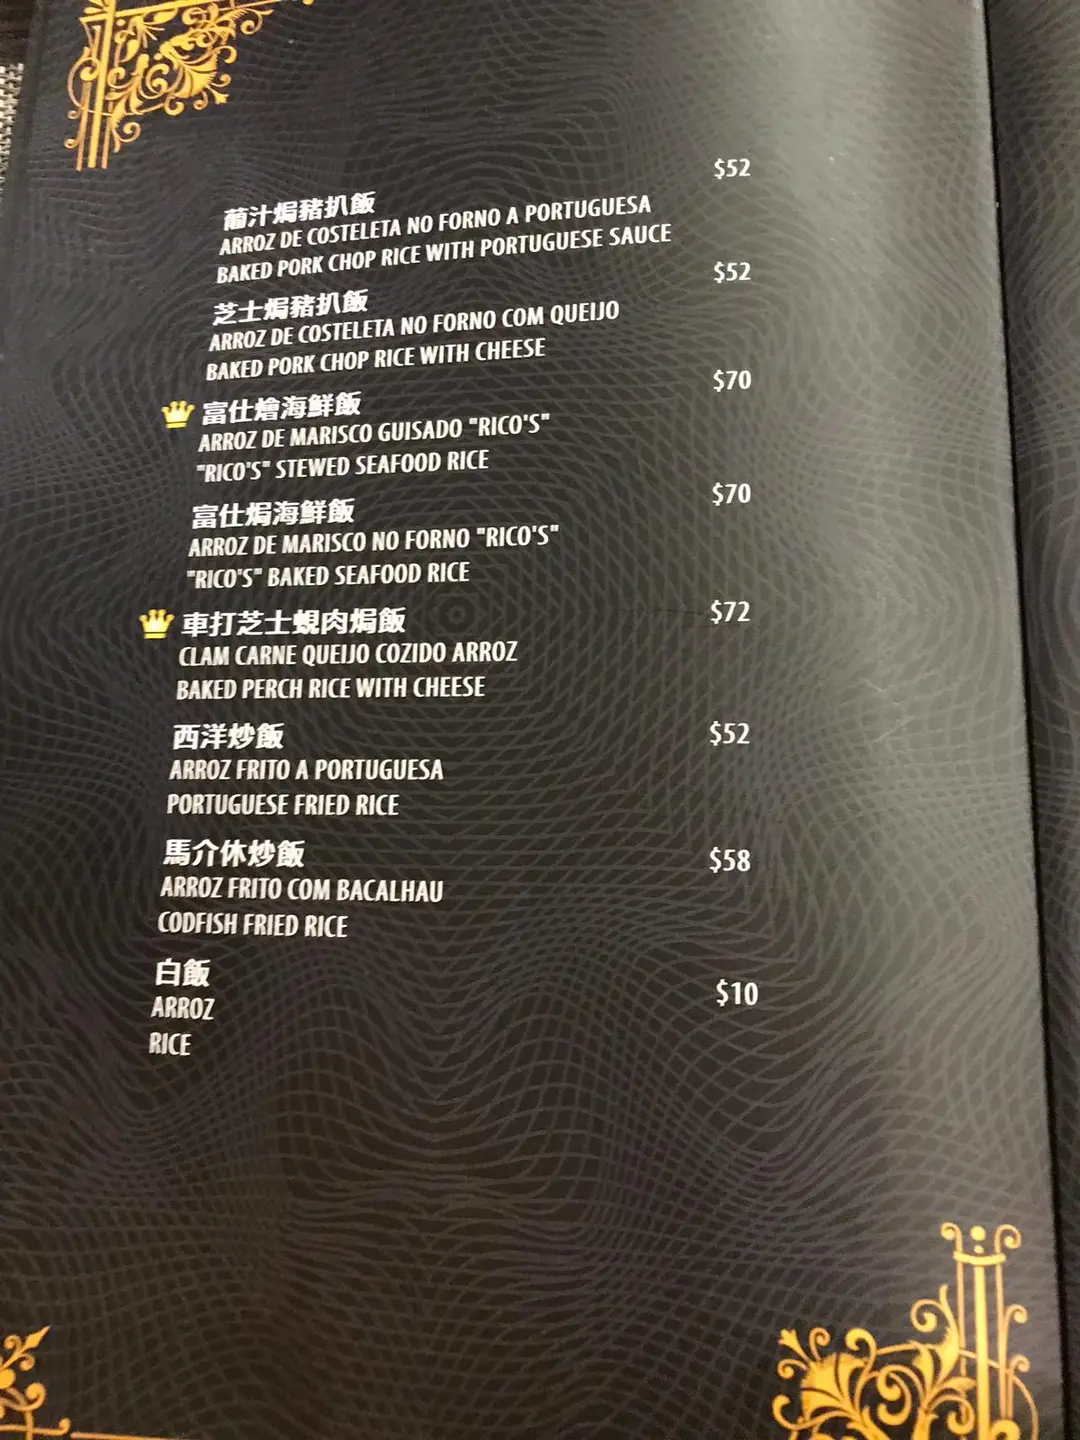 $52
葡汁焗豬扒飯
ARROZ DE COSTELETA NO FORNO A PORTUGUESA
BAKED PORK CHOP RICE WITH PORTUGUESE SAUCE
$52
芝士焗豬扒飯
ARROZ DE COSTELETA NO FORNO COM QUEIJO
BAKED PORK CHOP RICE WITH CHEESE
$70
富仕燴海鮮飯
ARROZ DE MARISCO GUISADO "RICO'S"
"RICO'S" STEWED SEAFOOD RICE
$70
富仕焗海鮮飯
ARROZ DE MARISCO NO FORNO "RICO'S"
"RICO'S" BAKED SEAFOOD RICE
$72
車打芝士蜆肉焗飯
CLAM CARNE QUEIJO COZIDO ARROZ
BAKED PERCH RICE WITH CHEESE
西洋炒飯
$52
ARROZ FRITO A PORTUGUESA
PORTUGUESE FRIED RICE
馬介休炒飯
$58
ARROZ FRITO COM BACALHAU
CODFISH FRIED RICE
白飯
$10
ARROZ
RICE